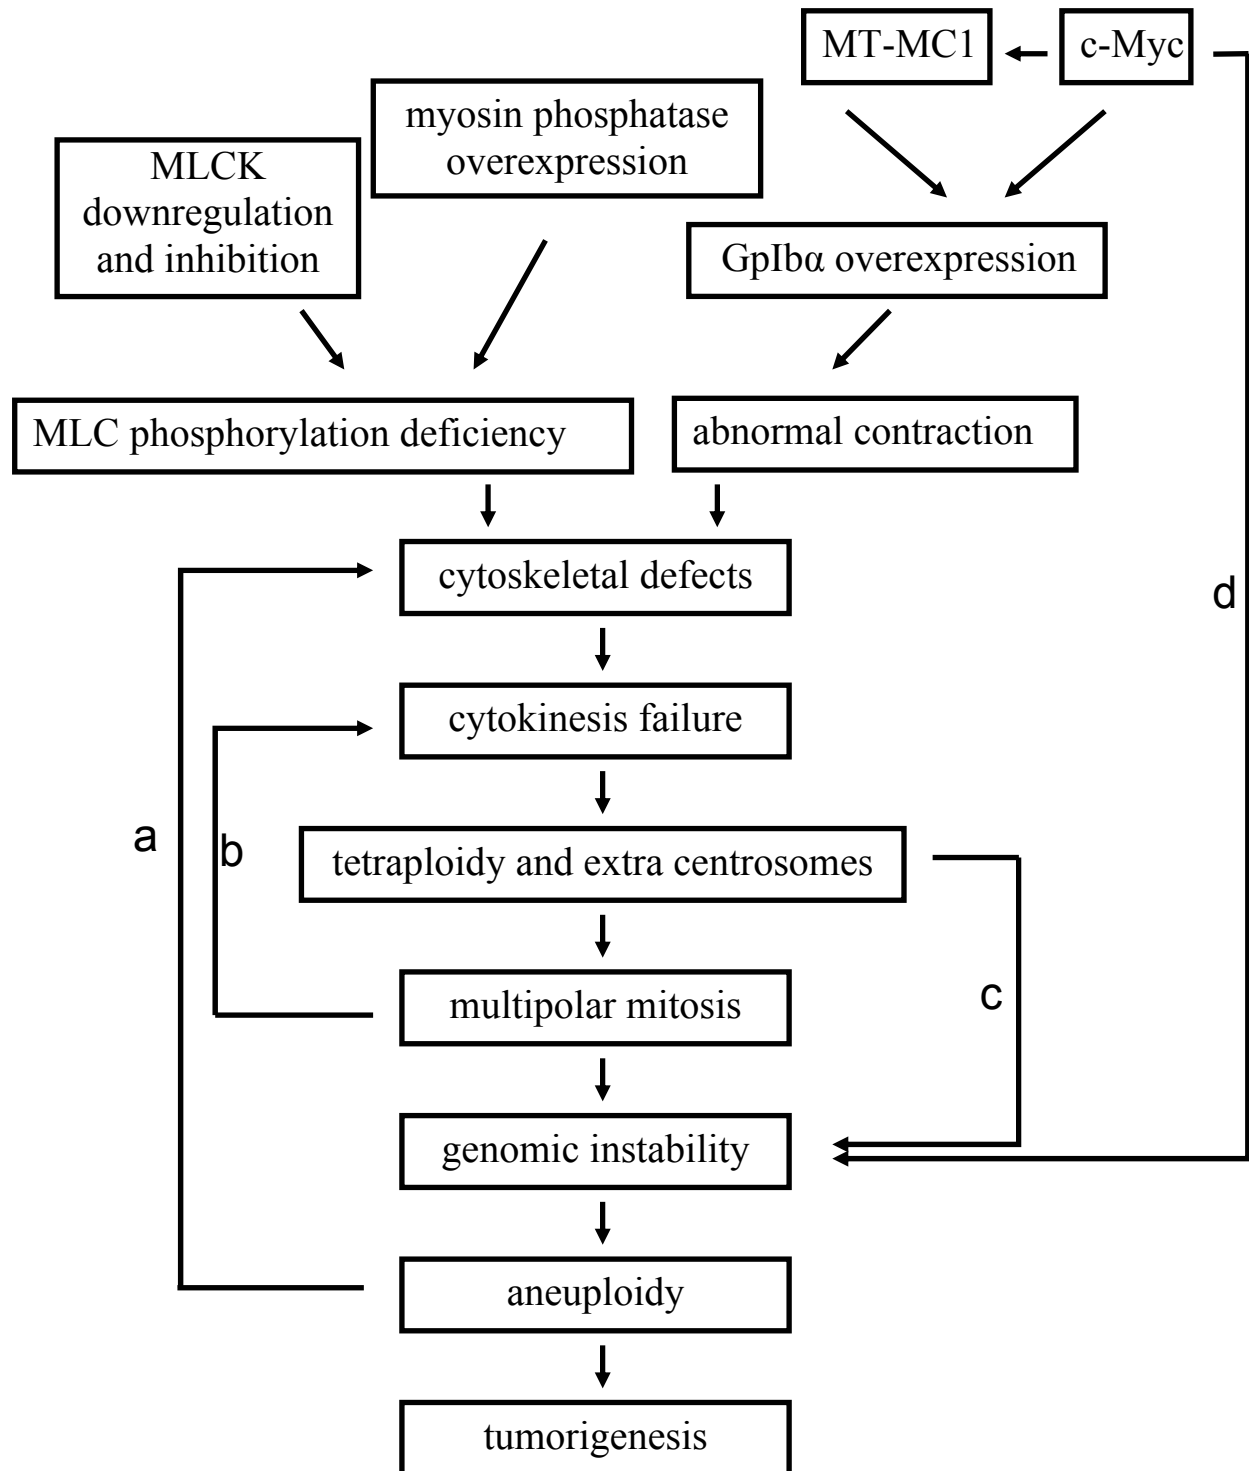 MT-MC1
c-Myc
myosin phosphatase
overexpression
MLCK
downregulation
and inhibition
GpIbα overexpression
MLC phosphorylation deficiency
abnormal contraction
cytoskeletal defects
d
cytokinesis failure
a
b
tetraploidy and extra centrosomes
multipolar mitosis
c
genomic instability
aneuploidy
tumorigenesis